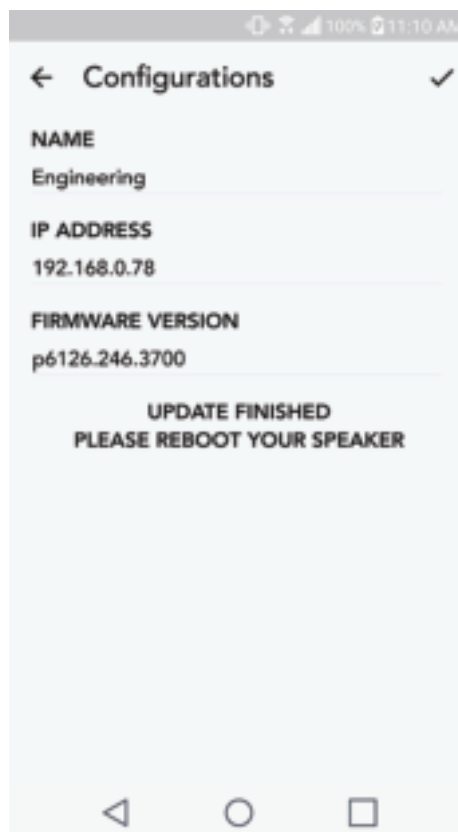 100% 11:10 AM
Configurations
NAME
Engineering
IP ADDRESS
192.168.0.78
FIRMWARE VERSION
p6126.246.3700
UPDATE FINISHED
PLEASE REBOOT YOUR SPEAKER